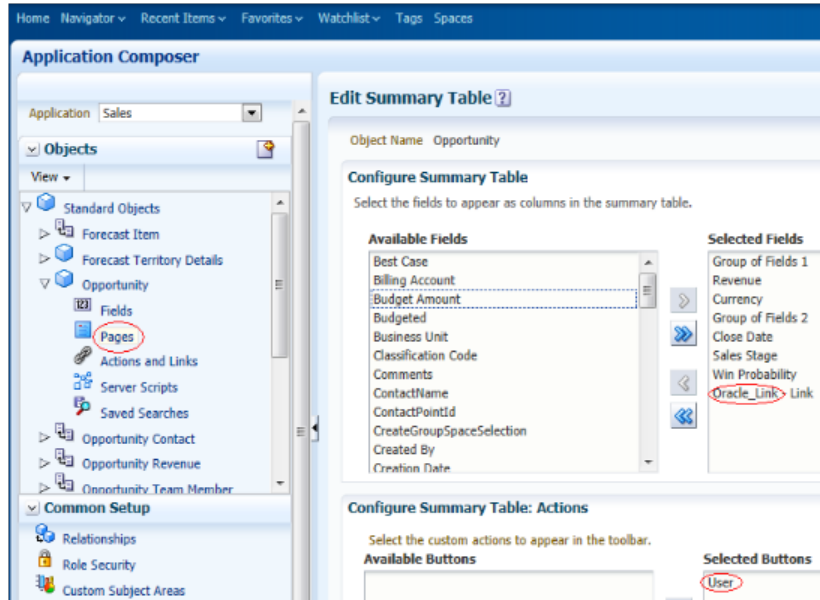 Home Navigator Recent Items Favorites Watchlist Tags Spaces
Application Composer
Application Sales
Objects
View
Standard Objects
Forecast Item
Forecast Territory Details
Opportunity
Fields
Pages
Actions and Links
Server Scripts
Saved Searches
Opportunity Contact
Opportunity Revenue
Opportunity Team Member
Common Setup
Relationships
Role Security
Custom Subject Areas
Edit Summary Table ?
Object Name Opportunity
Configure Summary Table
Select the fields to appear as columns in the summary table.
Available Fields
Best Case
Billing Account
Budget Amount
Budgeted
Business Unit
Classification Code
Comments
ContactName
ContactPointId
CreateGroupSpaceSelection
Created By
Creation Date
Selected Fields
Group of Fields 1
Revenue
Currency
Group of Fields 2
Close Date
Sales Stage
Win Probability
Oracle_Link - Link
Configure Summary Table: Actions
Select the custom actions to appear in the toolbar.
Available Buttons
Selected Buttons
User